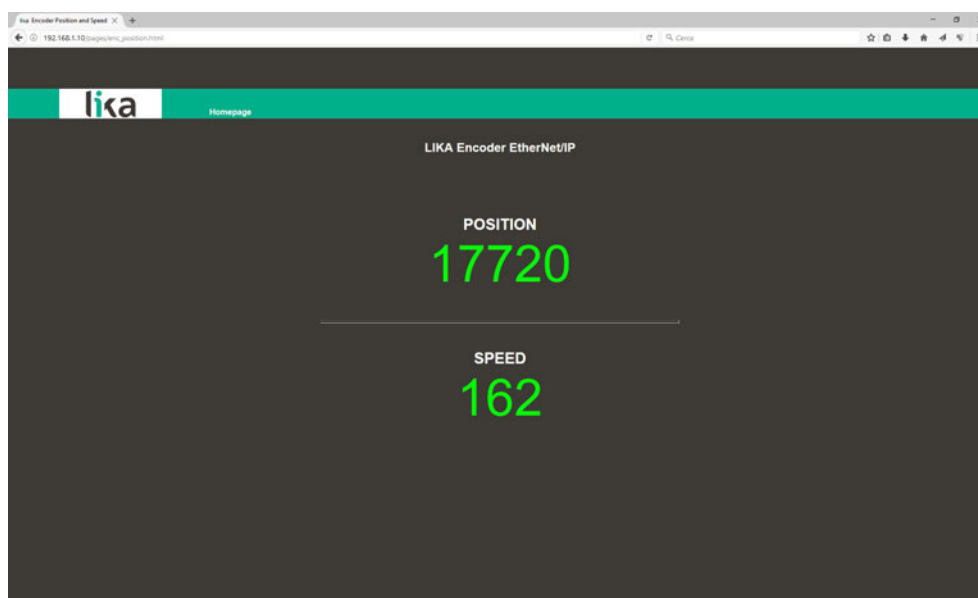 lika Encoder Position and Speed
192.168.1.10/pages/enc_position.html
Cerca
lika
Homepage
LIKA Encoder EtherNet/IP
POSITION
17720
SPEED
162